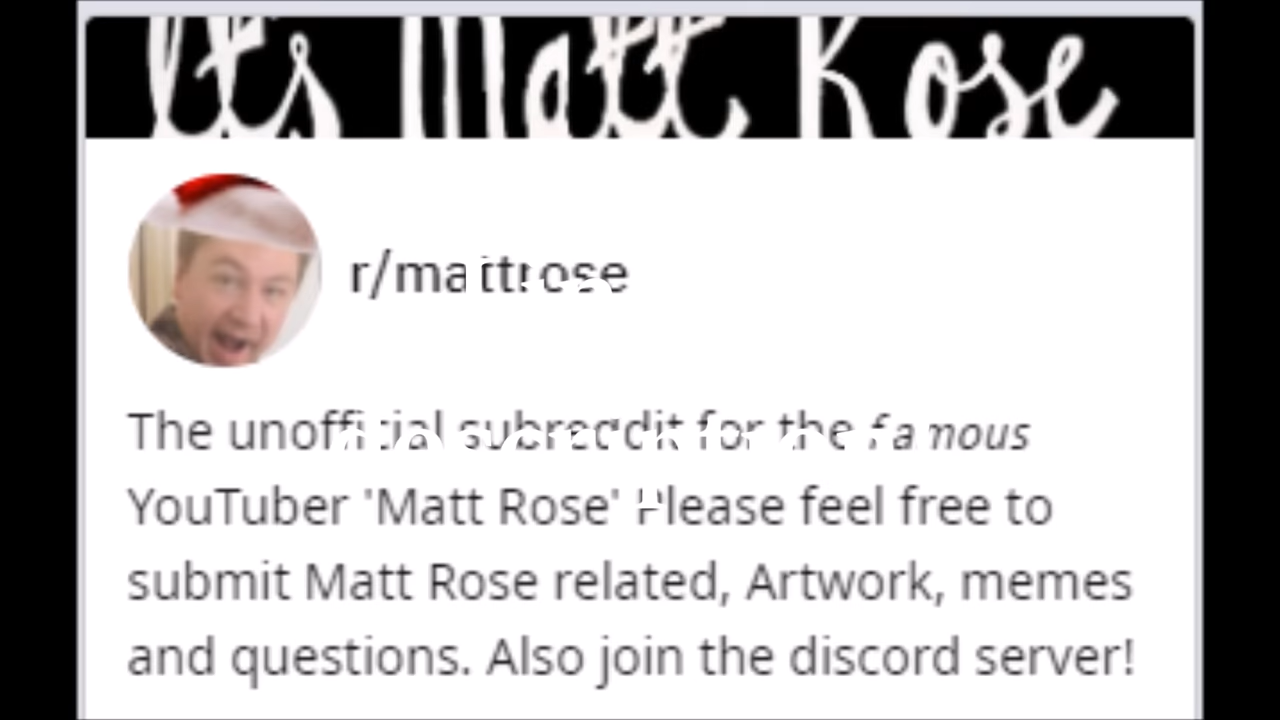 It's Matt Rose
r/mattrose
The unofficial subreddit for the famous
YouTuber 'Matt Rose' Please feel free to
submit Matt Rose related, Artwork, memes
and questions. Also join the discord server!